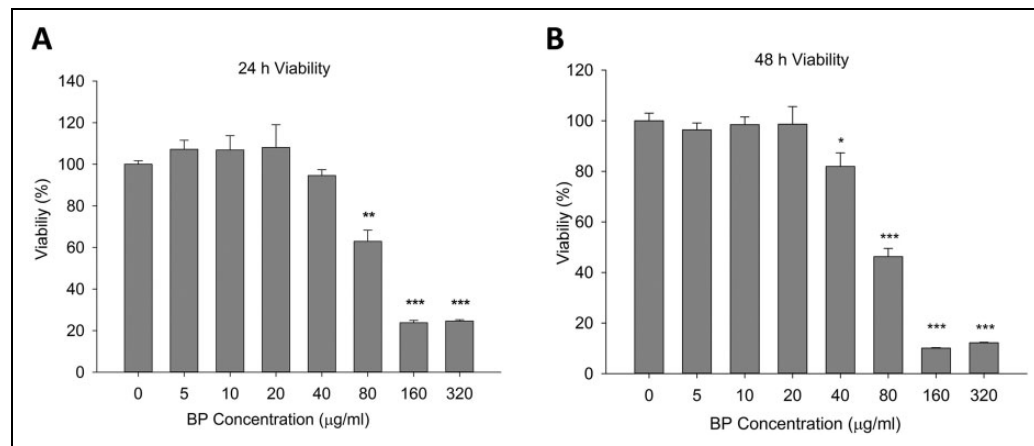 A
24 h Viability
140
120
100
80
60
40
20
0
Viabiliy (%)
**
***
***
0 5 10 20 40 80 160 320
BP Concentration (μg/ml)
B
48 h Viability
120
100
80
60
40
20
0
Viability (%)
*
***
***
***
0 5 10 20 40 80 160 320
BP Concentration (μg/ml)